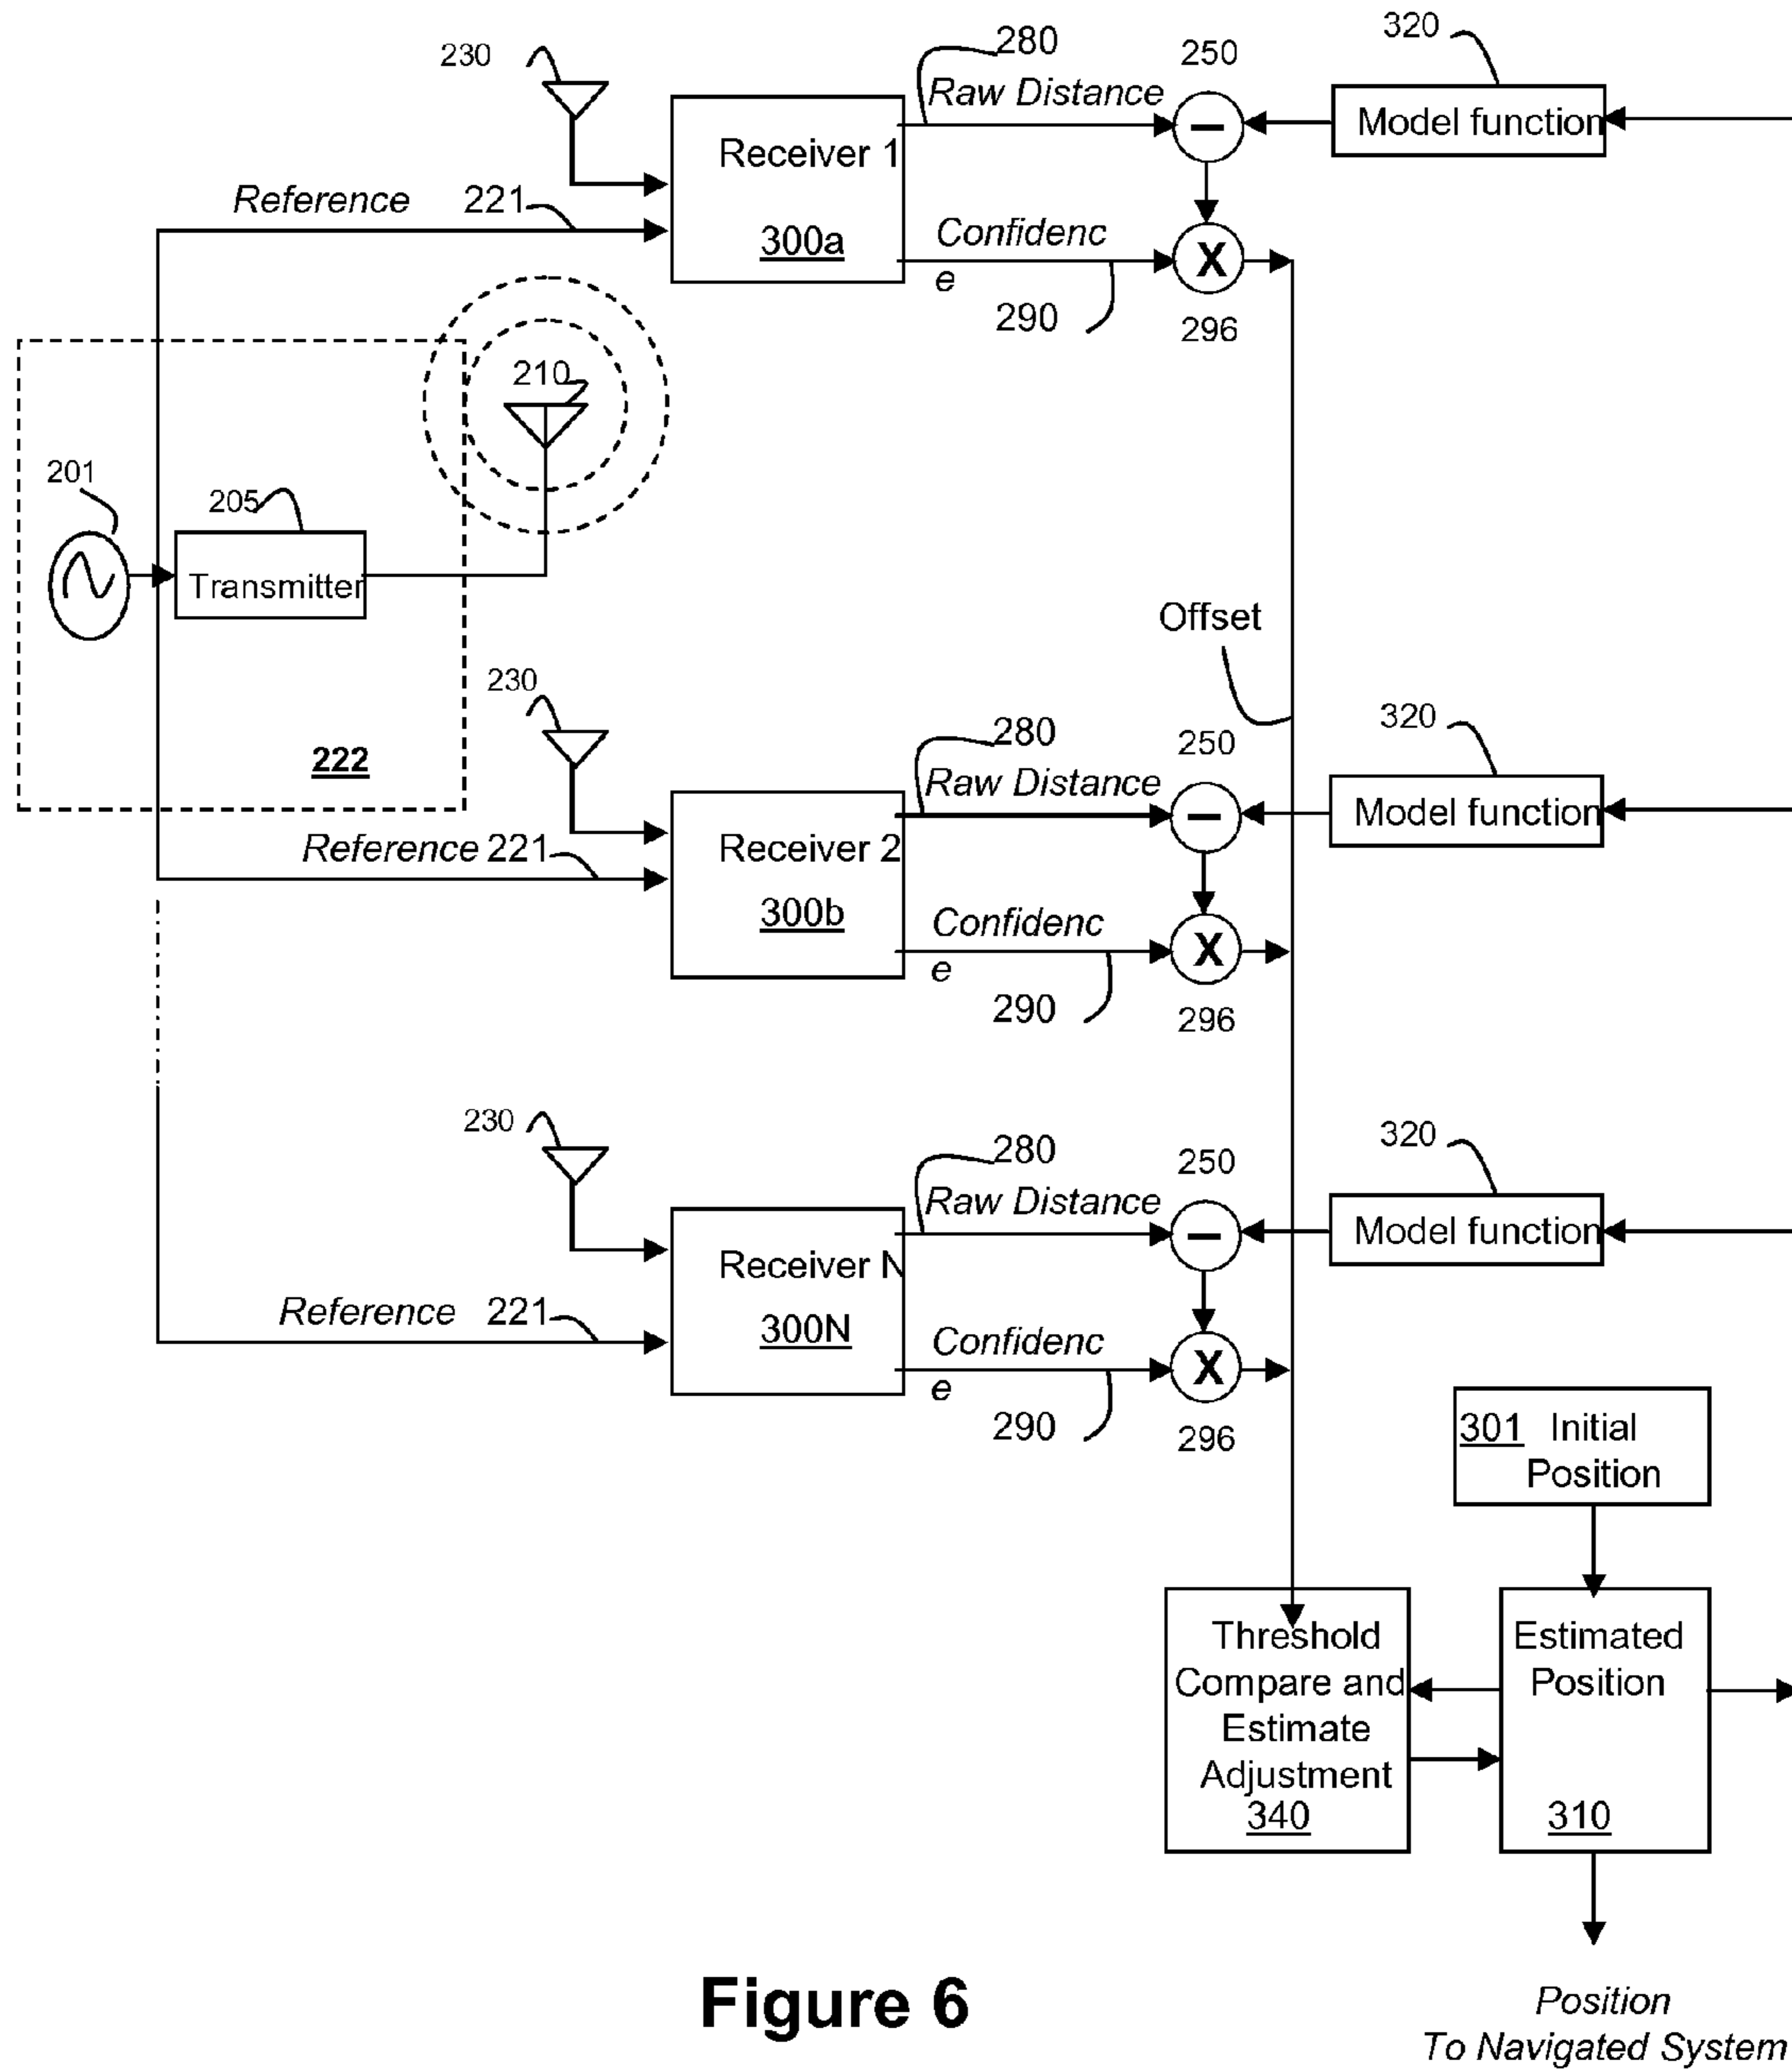 320
280
250
230
Raw Distance
Model function
Receiver 1
Reference 221
300a
Confidenc
e
290
296
X
210
201
205
Transmitter
Offset
230
222
280
250
320
Raw Distance
Model function
Receiver 2
Reference 221
300b
Confidenc
e
X
290
296
230
280
250
320
Raw Distance
Model function
Receiver N
Reference 221
300N
Confidenc
e
X
290
296
301 Initial
Position
Threshold
Compare and
Estimate
Adjustment
340
Estimated
Position
310
Figure 6
Position
To Navigated System